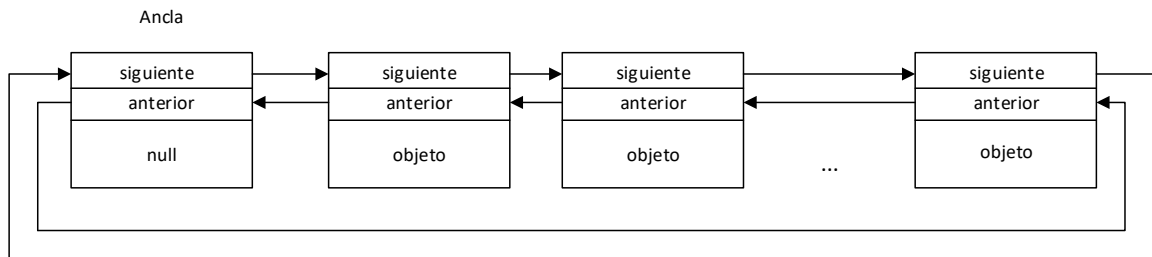 Ancla
siguiente siguiente siguiente siguiente
anterior anterior anterior anterior
null objeto objeto ... objeto